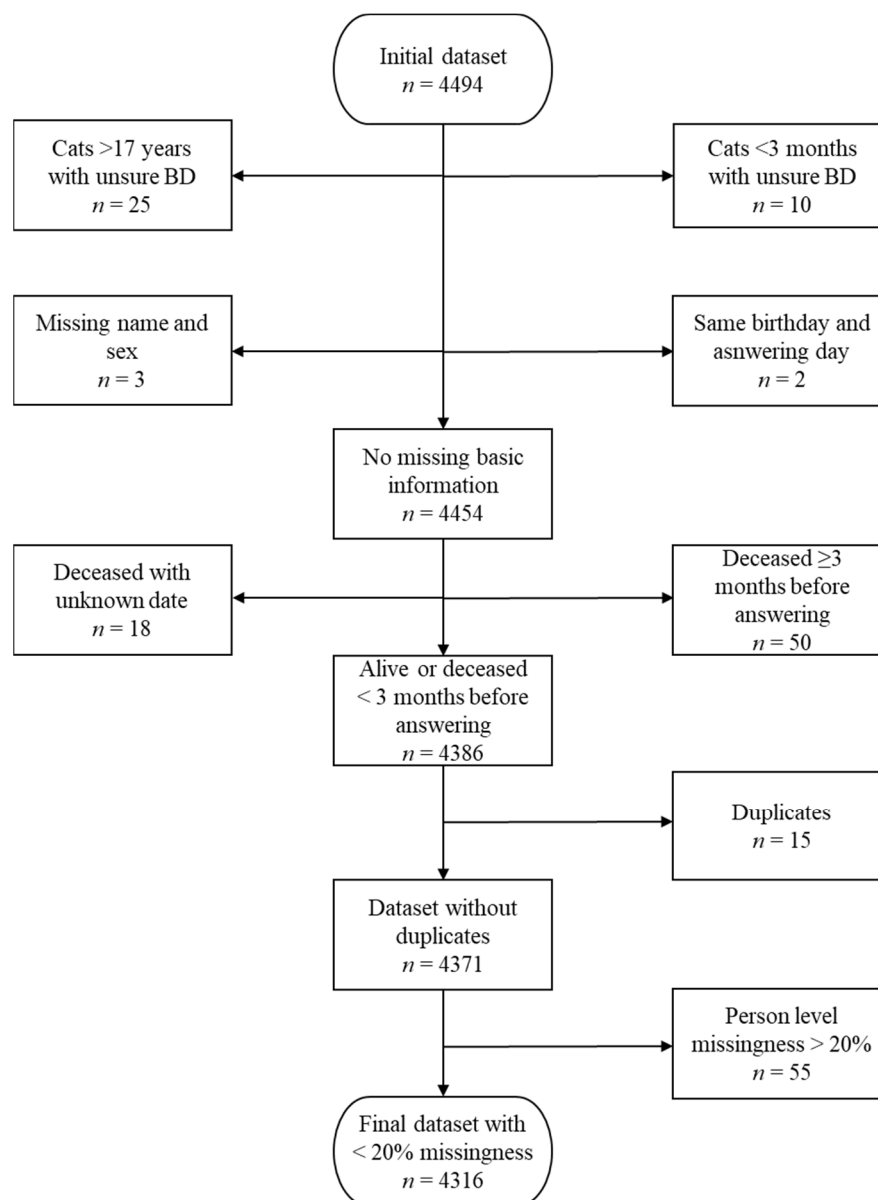 Initial dataset
n = 4494
Cats >17 years
with unsure BD
n = 25
Cats <3 months
with unsure BD
n = 10
Missing name and
sex
n = 3
Same birthday and
asnwering day
n = 2
No missing basic
information
n = 4454
Deceased with
unknown date
n = 18
Deceased ≥3
months before
answering
n = 50
Alive or deceased
< 3 months before
answering
n = 4386
Duplicates
n = 15
Dataset without
duplicates
n = 4371
Person level
missingness > 20%
n = 55
Final dataset with
< 20% missingness
n = 4316